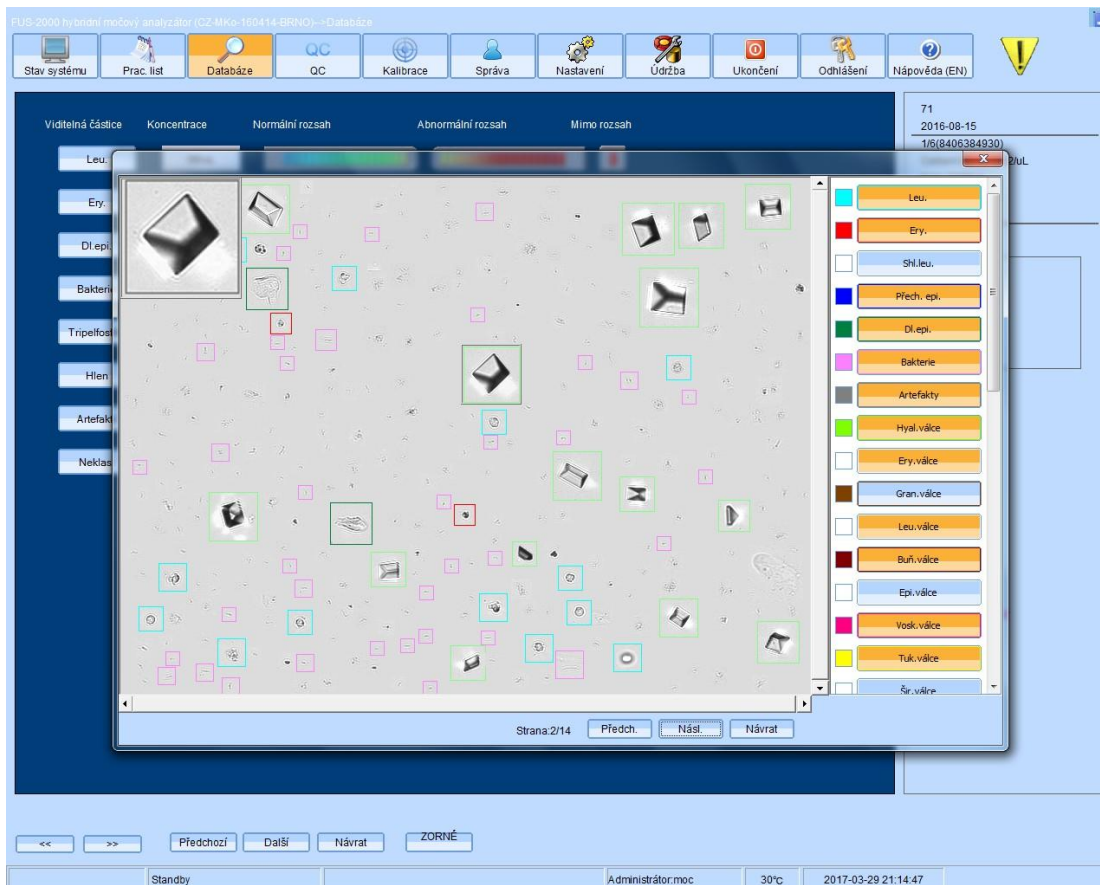 FUS-2000 hybridní močový analyzátor (CZ-MKo-160414-BRNO)-->Databáze
Stav systému
Prac. list
Databáze
QC
QC
Kalibrace
Správa
Nastavení
Údržba
Ukončení
Odhlášení
Nápověda (EN)
Viditelná částice Koncentrace Normální rozsah Abnormální rozsah Mimo rozsah
71
2016-08-15
1/6(8406384930)
2/uL
Leu.
Ery.
Dl.epi.
Bakterie
Tripelfosf
Hlen
Artefakt
Neklas
Leu.
Ery.
Shl.leu.
Přech. epi.
Dl.epi.
Bakterie
Artefakty
Hyal.válce
Ery.válce
Gran.válce
Leu.válce
Buň.válce
Epi.válce
Vosk.válce
Tuk.válce
Šir.válce
Strana:2/14 Předch. Násl. Návrat
<< >> Předchozí Další Návrat ZORNÉ
Standby Administrátor:moc 30°C 2017-03-29 21:14:47